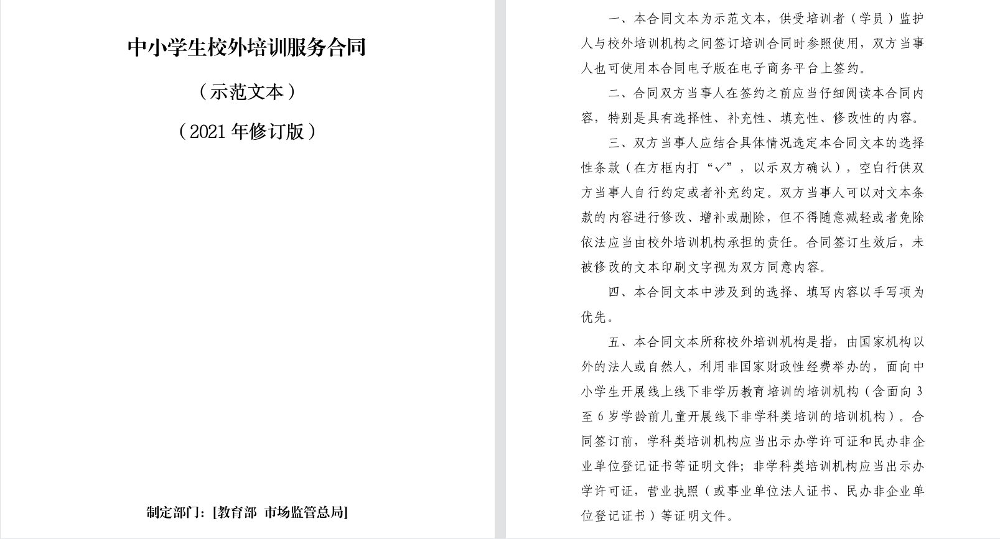 中小学生校外培训服务合同
（示范文本）
（2021 年修订版）
制定部门：[教育部 市场监管总局]
一、本合同文本为示范文本，供受培训者（学员）监护
人与校外培训机构之间签订培训合同时参照使用，双方当事
人也可使用本合同电子版在电子商务平台上签约。
二、合同双方当事人在签约之前应当仔细阅读本合同内
容，特别是具有选择性、补充性、填充性、修改性的内容。
三、双方当事人应结合具体情况选定本合同文本的选择
性条款（在方框内打“✓”，以示双方确认），空白行供双
方当事人自行约定或者补充约定。双方当事人可以对文本条
款的内容进行修改、增补或删除，但不得随意减轻或者免除
依法应当由校外培训机构承担的责任。合同签订生效后，未
被修改的文本印刷文字视为双方同意内容。
四、本合同文本中涉及到的选择、填写内容以手写项为
优先。
五、本合同文本所称校外培训机构是指，由国家机构以
外的法人或自然人，利用非国家财政性经费举办的，面向中
小学生开展线上线下非学历教育培训的培训机构（含面向 3
至 6 岁学龄前儿童开展线下非学科类培训的培训机构）。合
同签订前，学科类培训机构应当出示办学许可证和民办非企
业单位登记证书等证明文件；非学科类培训机构应当出示办
学许可证，营业执照（或事业单位法人证书、民办非企业单
位登记证书）等证明文件。